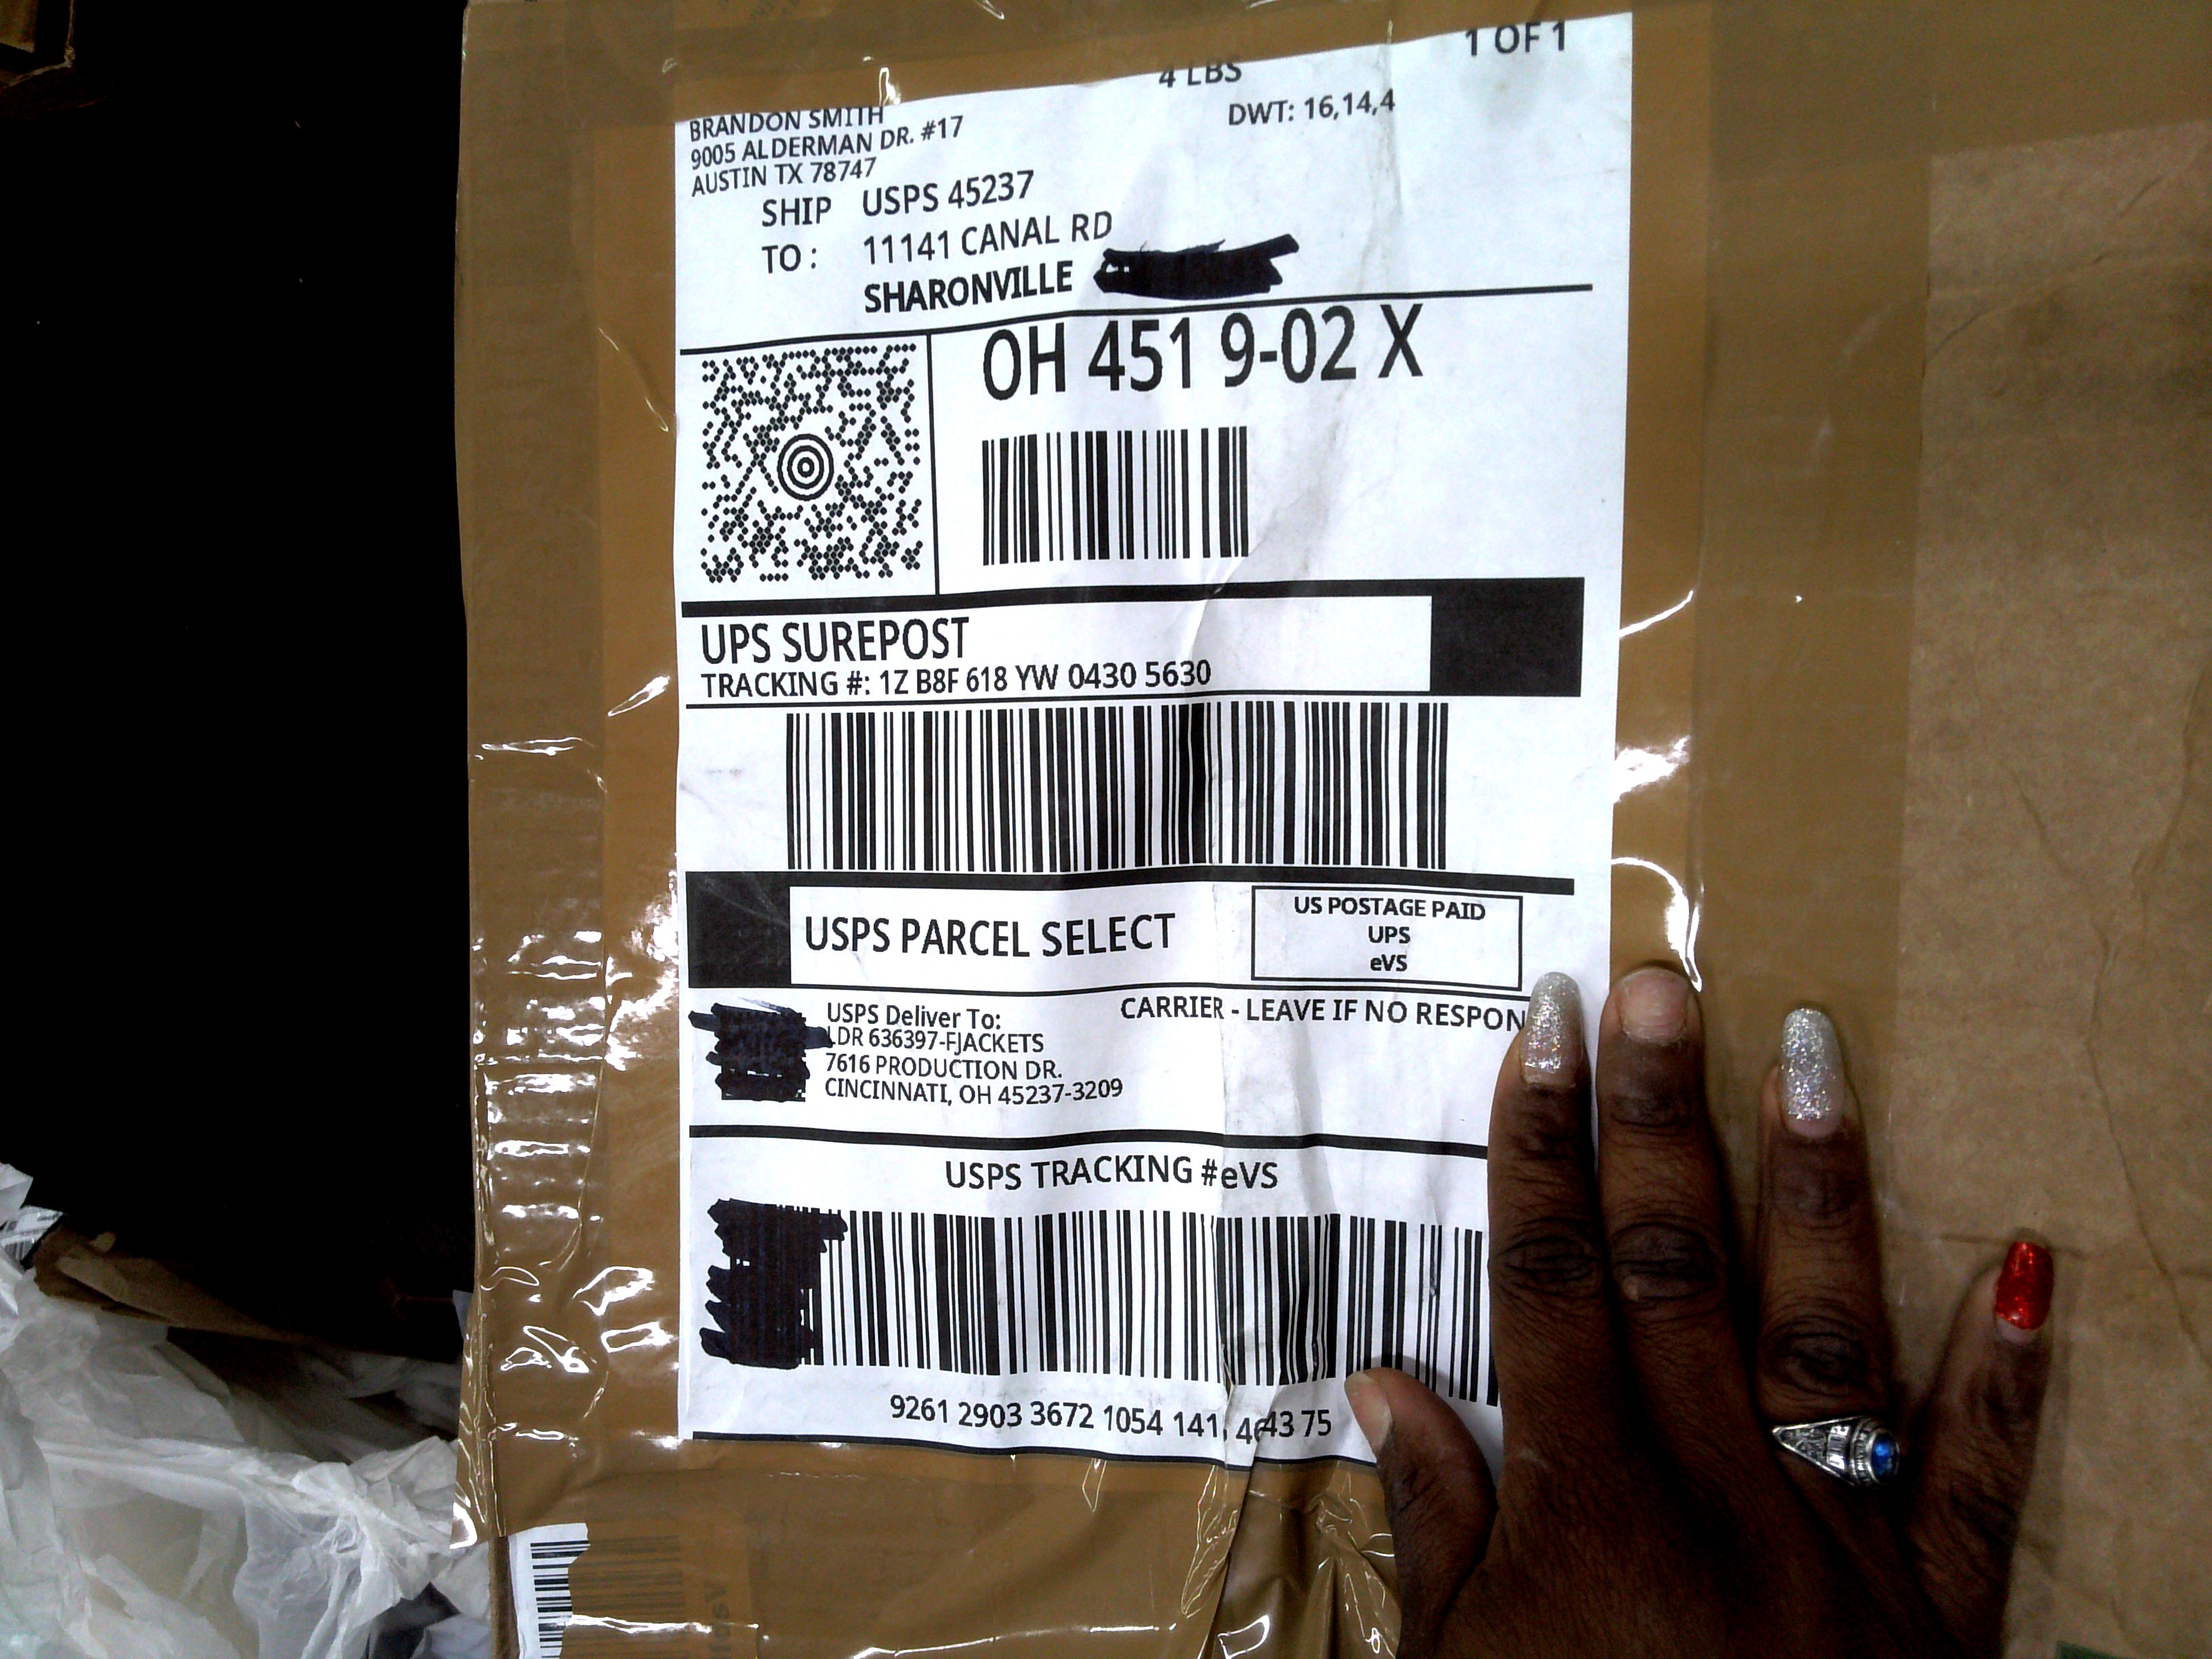 1 OF 1
4 LBS
DWT: 16,14,4
BRANDON SMITH
9005 ALDERMAN DR. #17
AUSTIN TX 78747
SHIP USPS 45237
TO : 11141 CANAL RD
SHARONVILLE
OH 451 9-02 X
UPS SUREPOST
TRACKING #: 1Z B8F 618 YW 0430 5630
USPS PARCEL SELECT
US POSTAGE PAID
UPS
eVS
CARRIER - LEAVE IF NO RESPON
USPS Deliver To:
LDR 636397-FJACKETS
7616 PRODUCTION DR.
CINCINNATI, OH 45237-3209
USPS TRACKING #eVS
9261 2903 3672 1054 141 43 75